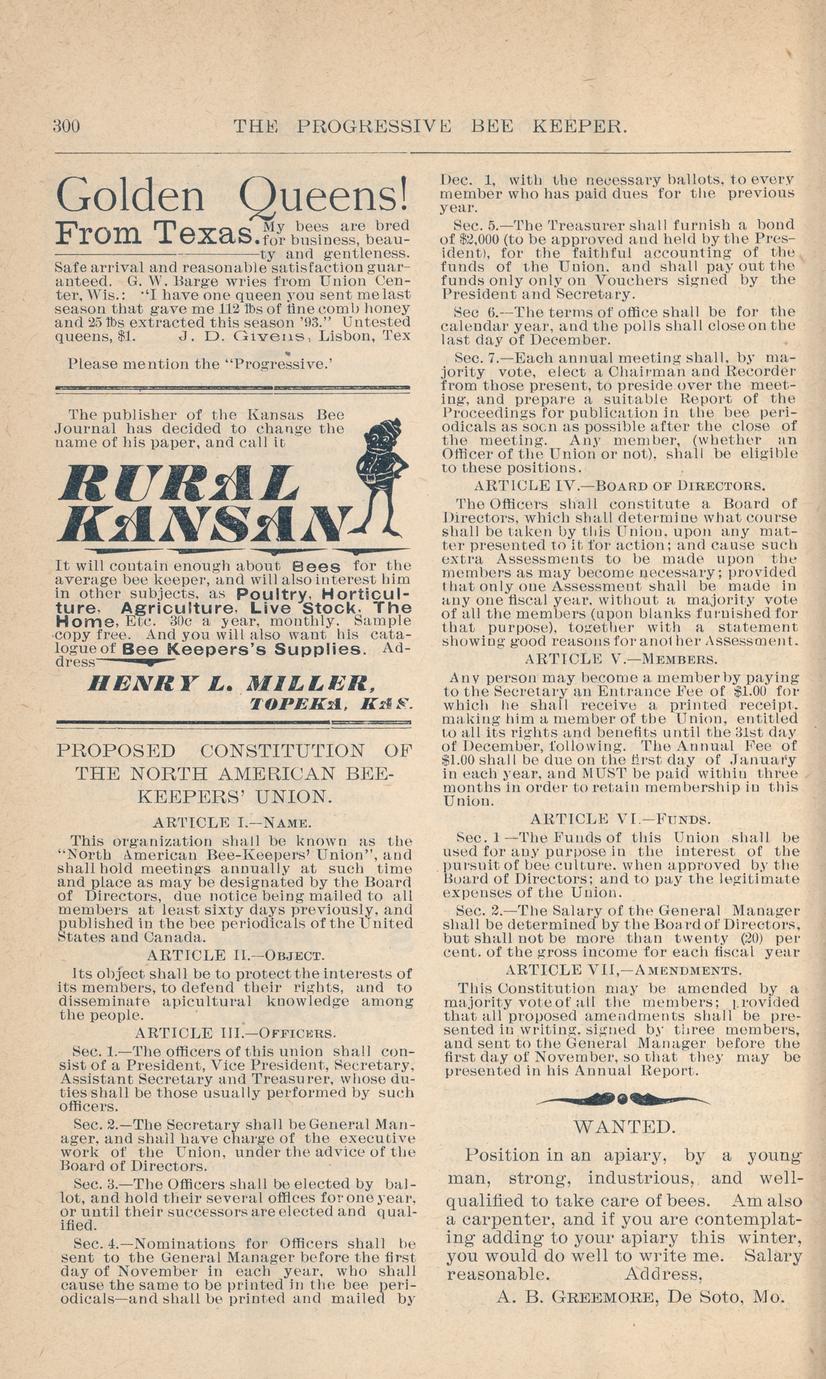 300
THE PROGRESSIVE BEE KEEPER.
Golden Queens!
From Texas.
My bees are bred
for business, beau-
ty and gentleness.
Safe arrival and reasonable satisfaction guar-
anteed. G. W. Barge wries from Union Cen-
ter, Wis.: "I have one queen you sent me last
season that gave me 112 ℔s of fine comb honey
and 25 ℔s extracted this season '93." Untested
queens, $1. J. D. Givens, Lisbon, Tex
Please mention the "Progressive.'
The publisher of the Kansas Bee
Journal has decided to change the
name of his paper, and call it
RURAL
KANSAN
It will contain enough about Bees for the
average bee keeper, and will also interest him
in other subjects, as Poultry, Horticul-
ture, Agriculture, Live Stock, The
Home, Etc. 30c a year, monthly. Sample
copy free. And you will also want his cata-
logue of Bee Keepers's Supplies. Ad-
dress
HENRY L. MILLER,
TOPEKA, KAS.
PROPOSED CONSTITUTION OF
THE NORTH AMERICAN BEE-
KEEPERS' UNION.
ARTICLE I.—NAME.
This organization shall be known as the
"North American Bee-Keepers' Union", and
shall hold meetings annually at such time
and place as may be designated by the Board
of Directors, due notice being mailed to all
members at least sixty days previously, and
published in the bee periodicals of the United
States and Canada.
ARTICLE II.—OBJECT.
Its object shall be to protect the interests of
its members, to defend their rights, and to
disseminate apicultural knowledge among
the people.
ARTICLE III.—OFFICERS.
Sec. 1.—The officers of this union shall con-
sist of a President, Vice President, Secretary,
Assistant Secretary and Treasurer, whose du-
ties shall be those usually performed by such
officers.
Sec. 2.—The Secretary shall be General Man-
ager, and shall have charge of the executive
work of the Union, under the advice of the
Board of Directors.
Sec. 3.—The Officers shall be elected by bal-
lot, and hold their several offices for one year,
or until their successors are elected and qual-
ified.
Sec. 4.—Nominations for Officers shall be
sent to the General Manager before the first
day of November in each year, who shall
cause the same to be printed in the bee peri-
odicals—and shall be printed and mailed by
Dec. 1, with the necessary ballots, to every
member who has paid dues for the previous
year.
Sec. 5.—The Treasurer shall furnish a bond
of $2,000 (to be approved and held by the Pres-
ident), for the faithful accounting of the
funds of the Union, and shall pay out the
funds only only on Vouchers signed by the
President and Secretary.
Sec 6.—The terms of office shall be for the
calendar year, and the polls shall close on the
last day of December.
Sec. 7.—Each annual meeting shall, by ma-
jority vote, elect a Chairman and Recorder
from those present, to preside over the meet-
ing, and prepare a suitable Report of the
Proceedings for publication in the bee peri-
odicals as soon as possible after the close of
the meeting. Any member, (whether an
Officer of the Union or not), shall be eligible
to these positions.
ARTICLE IV.—BOARD OF DIRECTORS.
The Officers shall constitute a Board of
Directors, which shall determine what course
shall be taken by this Union, upon any mat-
ter presented to it for action; and cause such
extra Assessments to be made upon the
members as may become necessary; provided
that only one Assessment shall be made in
any one fiscal year, without a majority vote
of all the members (upon blanks furnished for
that purpose), together with a statement
showing good reasons for another Assessment.
ARTICLE V.—MEMBERS.
Any person may become a member by paying
to the Secretary an Entrance Fee of $1.00 for
which he shall receive a printed receipt,
making him a member of the Union, entitled
to all its rights and benefits until the 31st day
of December, following. The Annual Fee of
$1.00 shall be due on the first day of January
in each year, and MUST be paid within three
months in order to retain membership in this
Union.
ARTICLE VI.—FUNDS.
Sec. 1—The Funds of this Union shall be
used for any purpose in the interest of the
pursuit of bee culture, when approved by the
Board of Directors; and to pay the legitimate
expenses of the Union.
Sec. 2.—The Salary of the General Manager
shall be determined by the Board of Directors,
but shall not be more than twenty (20) per
cent. of the gross income for each fiscal year
ARTICLE VII,—AMENDMENTS.
This Constitution may be amended by a
majority vote of all the members; provided
that all proposed amendments shall be pre-
sented in writing, signed by three members,
and sent to the General Manager before the
first day of November, so that they may be
presented in his Annual Report.
WANTED.
Position in an apiary, by a young
man, strong, industrious, and well-
qualified to take care of bees. Am also
a carpenter, and if you are contemplat-
ing adding to your apiary this winter,
you would do well to write me. Salary
reasonable. Address,
A. B. GREEMORE, De Soto, Mo.